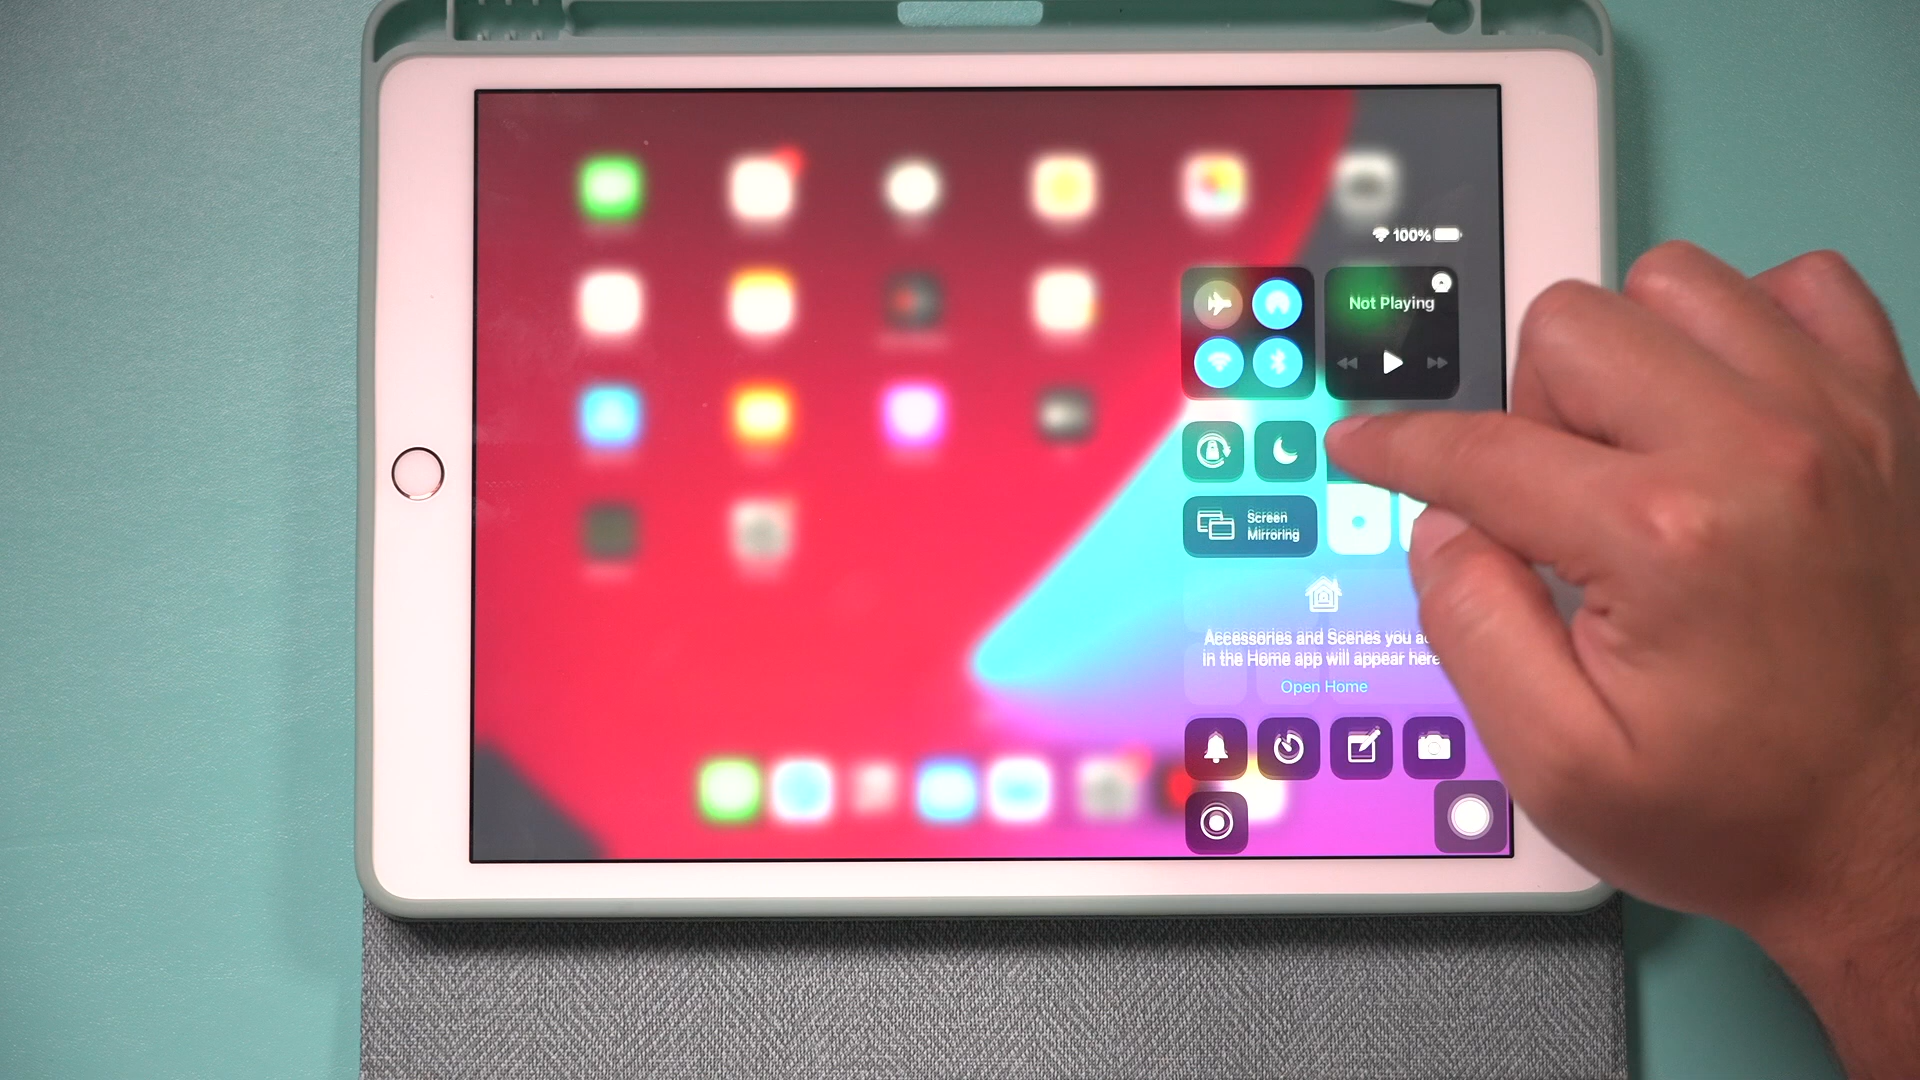 100%
Not Playing
Screen
Mirroring
Accessories and Scenes you
in the Home app will appear here
Open Home